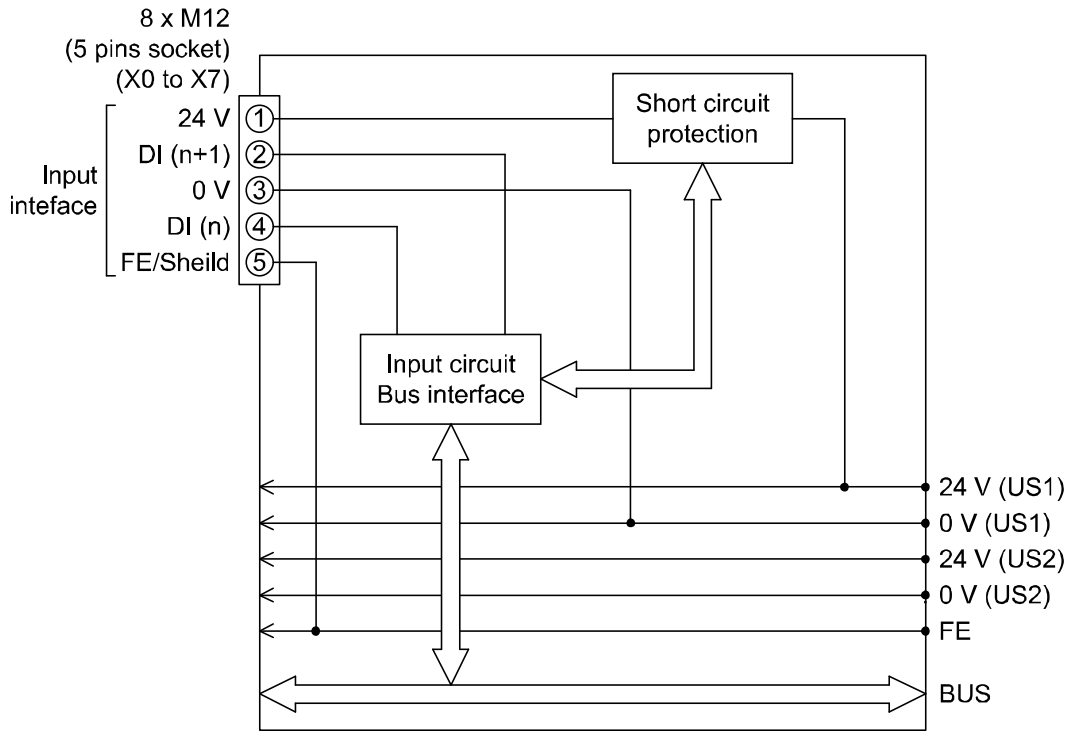 8 x M12
(5 pins socket)
(X0 to X7)
24 V
DI (n+1)
0 V
DI (n)
FE/Sheild
Input
inteface
1
2
3
4
5
Short circuit
protection
Input circuit
Bus interface
24 V (US1)
0 V (US1)
24 V (US2)
0 V (US2)
FE
BUS